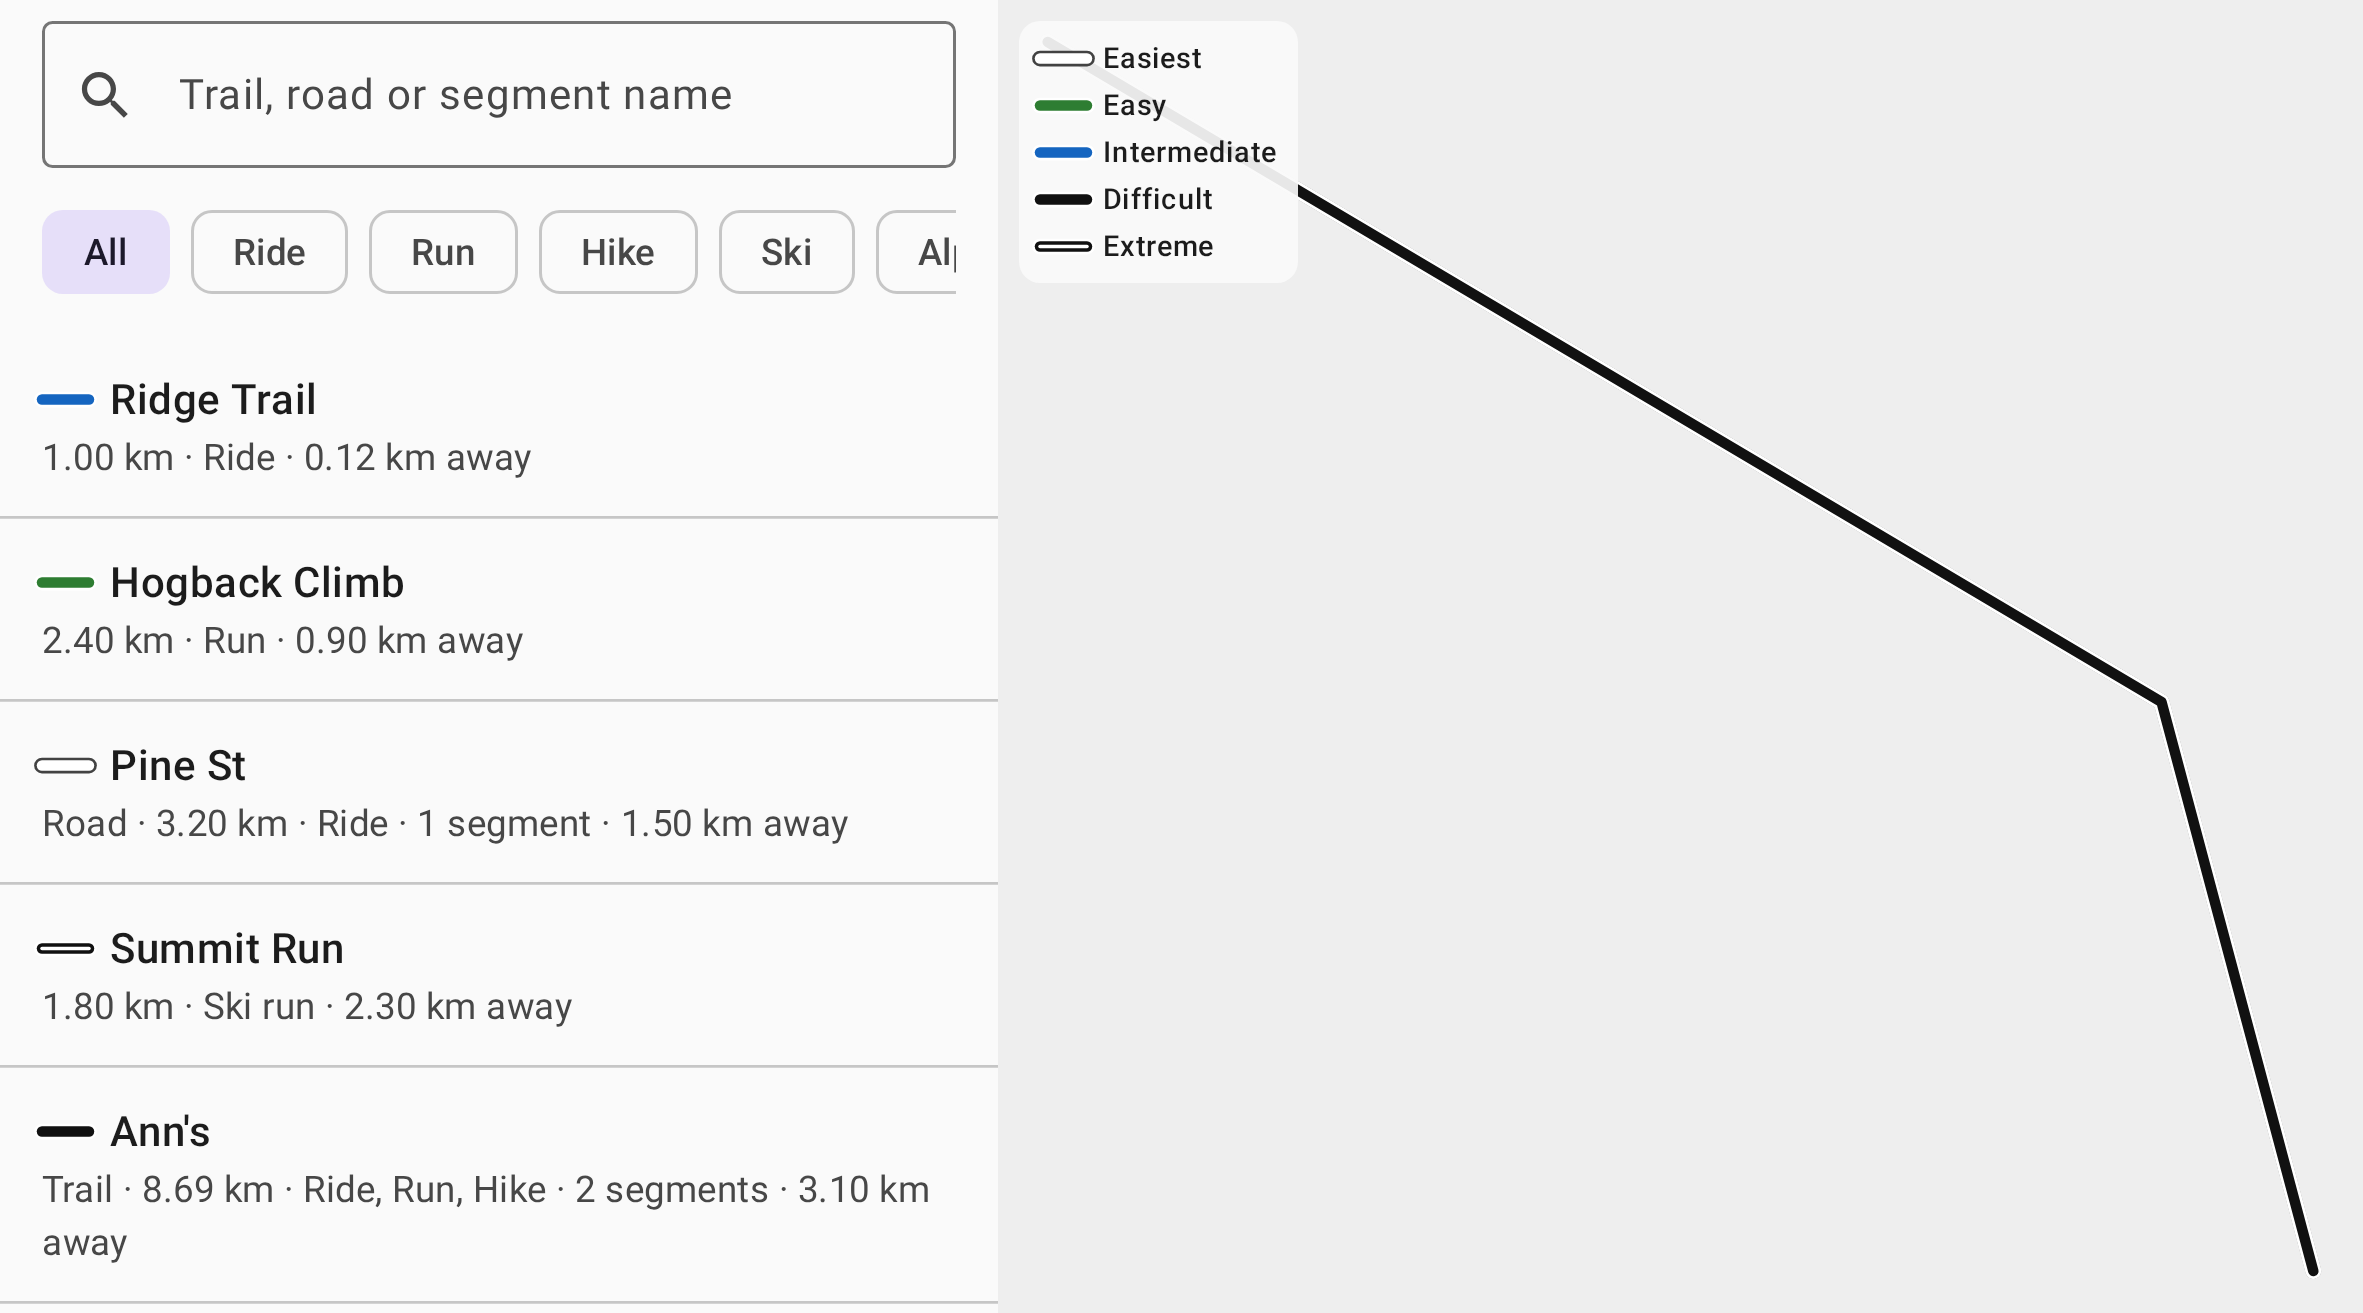 Trail, road or segment name
All
Ride
Run
Hike
Ski
Ridge Trail
1.00 km · Ride · 0.12 km away
Hogback Climb
2.40 km · Run · 0.90 km away
Pine St
Road · 3.20 km · Ride · 1 segment · 1.50 km away
Summit Run
1.80 km · Ski run · 2.30 km away
Ann's
Trail · 8.69 km · Ride, Run, Hike · 2 segments · 3.10 km
away
Easiest
Easy
Intermediate
Difficult
Extreme